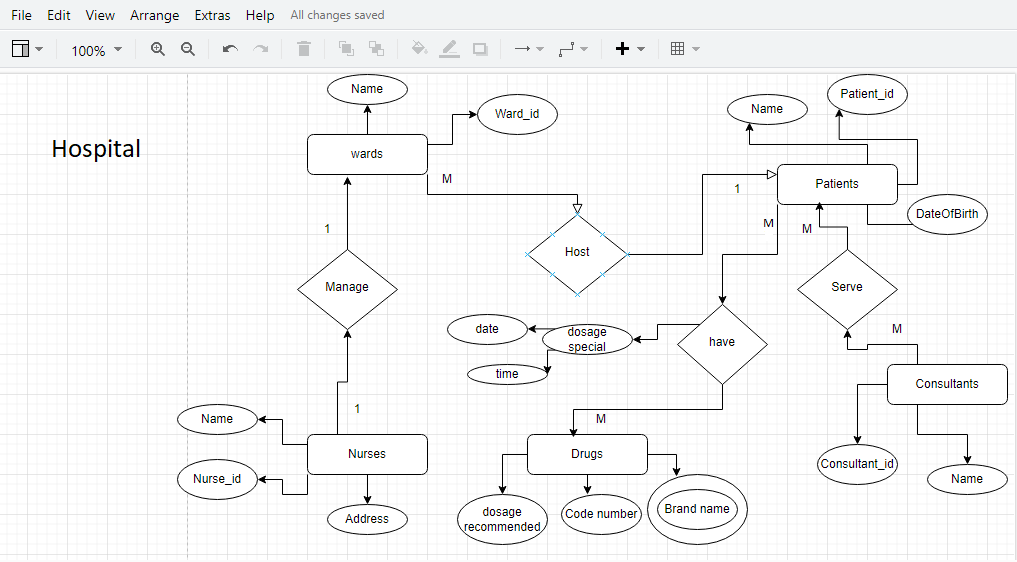 File Edit View Arrange Extras Help All changes saved
100%
Hospital
Name
Ward_id
wards
M
1
Manage
1
Name
Nurses
Nurse_id
Address
Host
1
Name
Patient_id
Patients
DateOfBirth
M
M
Serve
M
Consultants
Consultant_id
Name
have
date
dosage
special
time
M
Drugs
dosage
recommended
Code number
Brand name